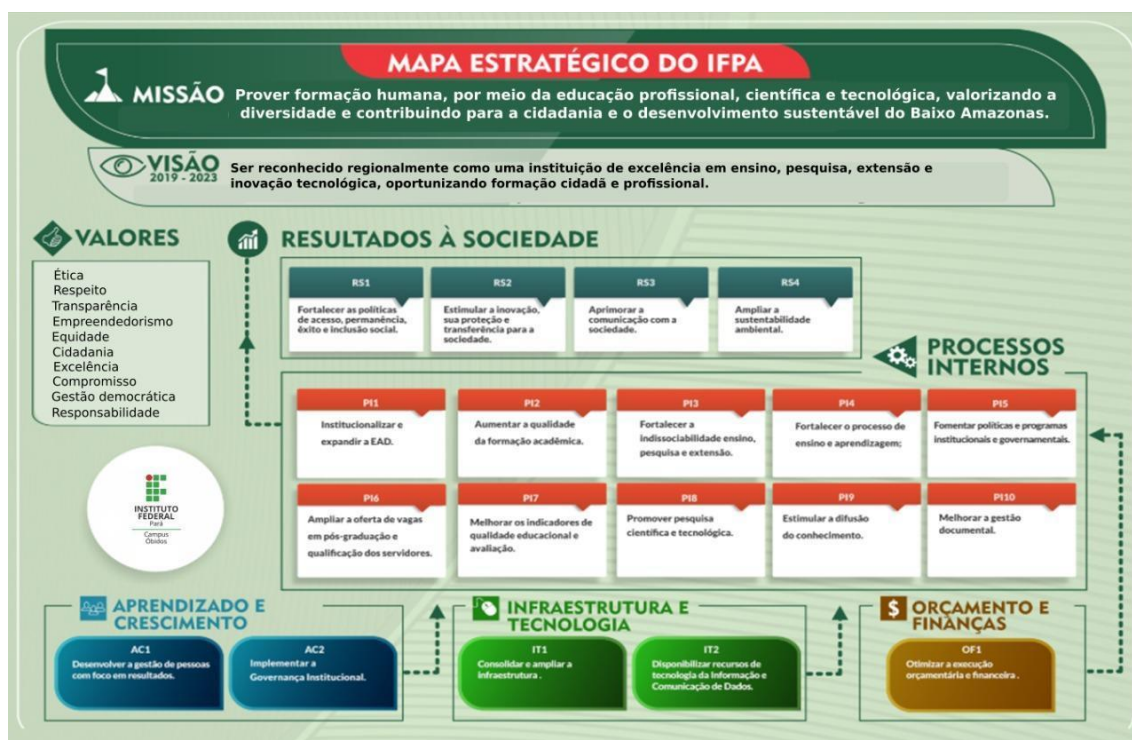 MAPA ESTRATÉGICO DO IFPA
MISSÃO
Prover formação humana, por meio da educação profissional, científica e tecnológica, valorizando a
diversidade e contribuindo para a cidadania e o desenvolvimento sustentável do Baixo Amazonas.
VISÃO
2019 - 2023
Ser reconhecido regionalmente como uma instituição de excelência em ensino, pesquisa, extensão e
inovação tecnológica, oportunizando formação cidadã e profissional.
VALORES
Ética
Respeito
Transparência
Empreendedorismo
Equidade
Cidadania
Excelência
Compromisso
Gestão democrática
Responsabilidade
INSTITUTO
FEDERAL
Pará
Campus
Óbidos
RESULTADOS À SOCIEDADE
RS1
Fortalecer as políticas
de acesso, permanência,
êxito e inclusão social.
RS2
Estimular a inovação,
sua proteção e
transferência para a
sociedade.
RS3
Aprimorar a
comunicação com a
sociedade.
RS4
Ampliar a
sustentabilidade
ambiental.
PROCESSOS
INTERNOS
PI1
Institucionalizar e
expandir a EAD.
PI2
Aumentar a qualidade
da formação acadêmica.
PI3
Fortalecer a
indissociabilidade ensino,
pesquisa e extensão.
PI4
Fortalecer o processo de
ensino e aprendizagem;
PI5
Fomentar políticas e programas
institucionais e governamentais.
PI6
Ampliar a oferta de vagas
em pós-graduação e
qualificação dos servidores.
PI7
Melhorar os indicadores de
qualidade educacional e
avaliação.
PI8
Promover pesquisa
científica e tecnológica.
PI9
Estimular a difusão
do conhecimento.
PI10
Melhorar a gestão
documental.
APRENDIZADO E
CRESCIMENTO
AC1
Desenvolver a gestão de pessoas
com foco em resultados.
AC2
Implementar a
Governança Institucional.
INFRAESTRUTURA E
TECNOLOGIA
IT1
Consolidar e ampliar a
infraestrutura .
IT2
Disponibilizar recursos de
tecnologia da Informação e
Comunicação de Dados.
$ ORÇAMENTO E
FINANÇAS
OF1
Otimizar a execução
orçamentária e financeira .